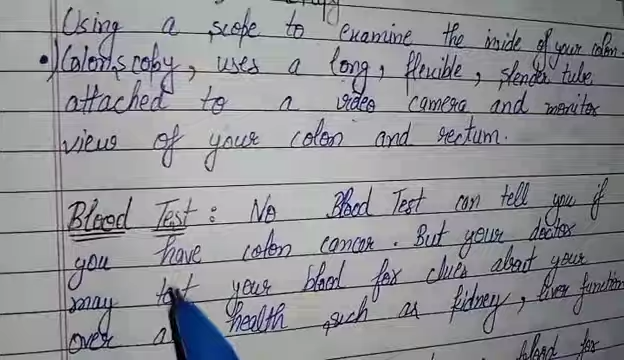 Using a scope to examine the inside of your colon.
•) Colonscopy, uses a long, flexible, slender tube
attached to a video camera and monitor
view of your colon and rectum.
Blood Test: No Blood Test can tell you if
you have colon cancar. But your doctor
may test your blood for clues about your
over a health such as kidney, liver function
blood for